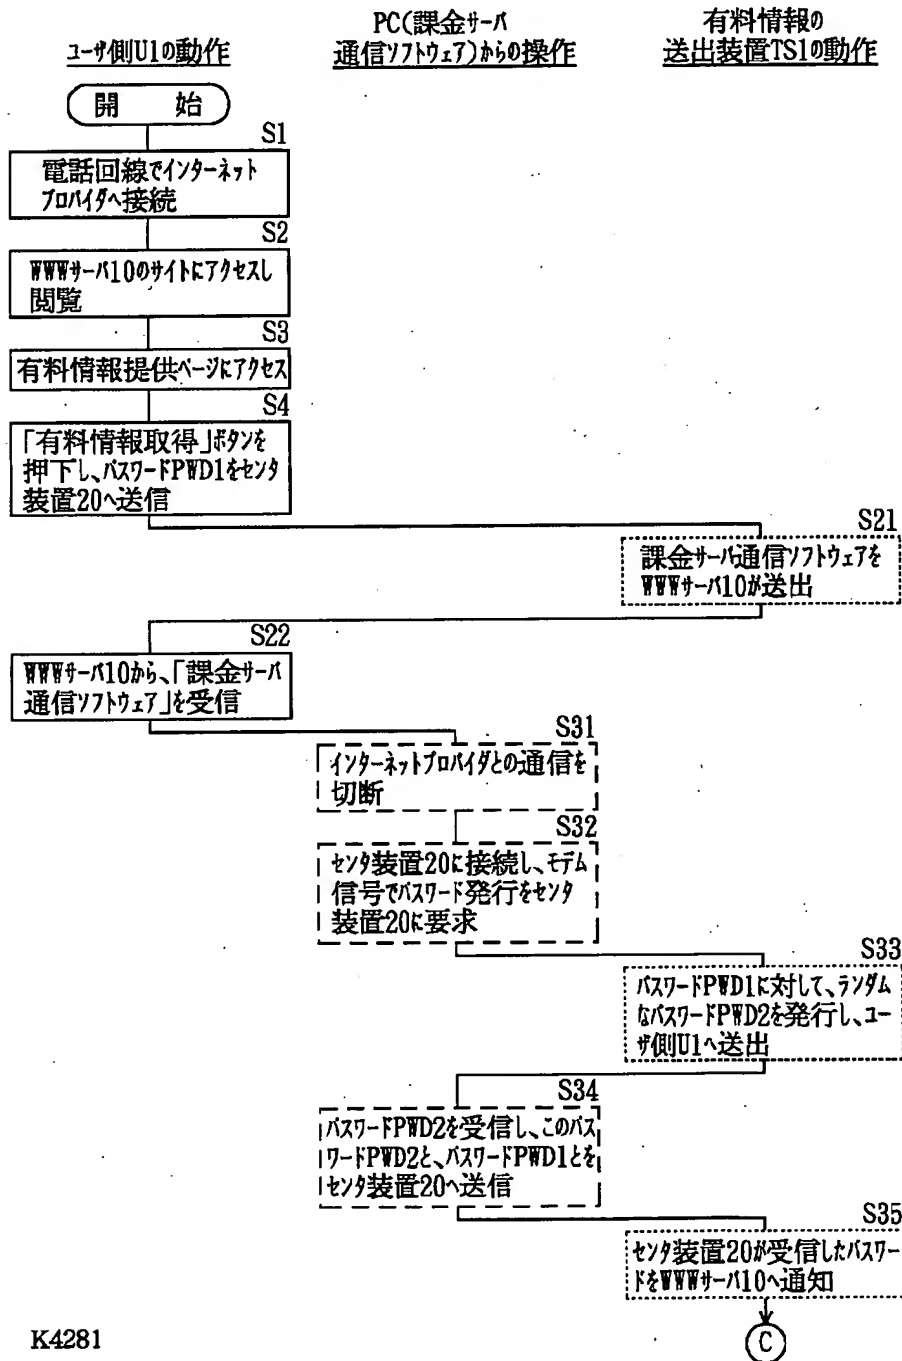 ユーザ側U1の動作
PC(課金サーバ
通信ソフトウェア)からの操作
有料情報の
送出装置TS1の動作
開 始
S1
電話回線でインターネット
プロバイダへ接続
S2
WWWサーバ10のサイトにアクセスし
閲覧
S3
有料情報提供ページにアクセス
S4
「有料情報取得」ボタンを
押下し、パスワードPWD1をセンタ
装置20へ送信
S21
課金サーバ通信ソフトウェアを
WWWサーバ10が送出
S22
WWWサーバ10から、「課金サーバ
通信ソフトウェア」を受信
S31
インターネットプロバイダとの通信を
切断
S32
センタ装置20に接続し、モデム
信号でパスワード発行をセンタ
装置20に要求
S33
パスワードPWD1に対して、ランダム
なパスワードPWD2を発行し、ユー
ザ側U1へ送出
S34
パスワードPWD2を受信し、このパス
ワードPWD2と、パスワードPWD1とを
センタ装置20へ送信
S35
センタ装置20が受信したパスワー
ドをWWWサーバ10へ通知
C
K4281